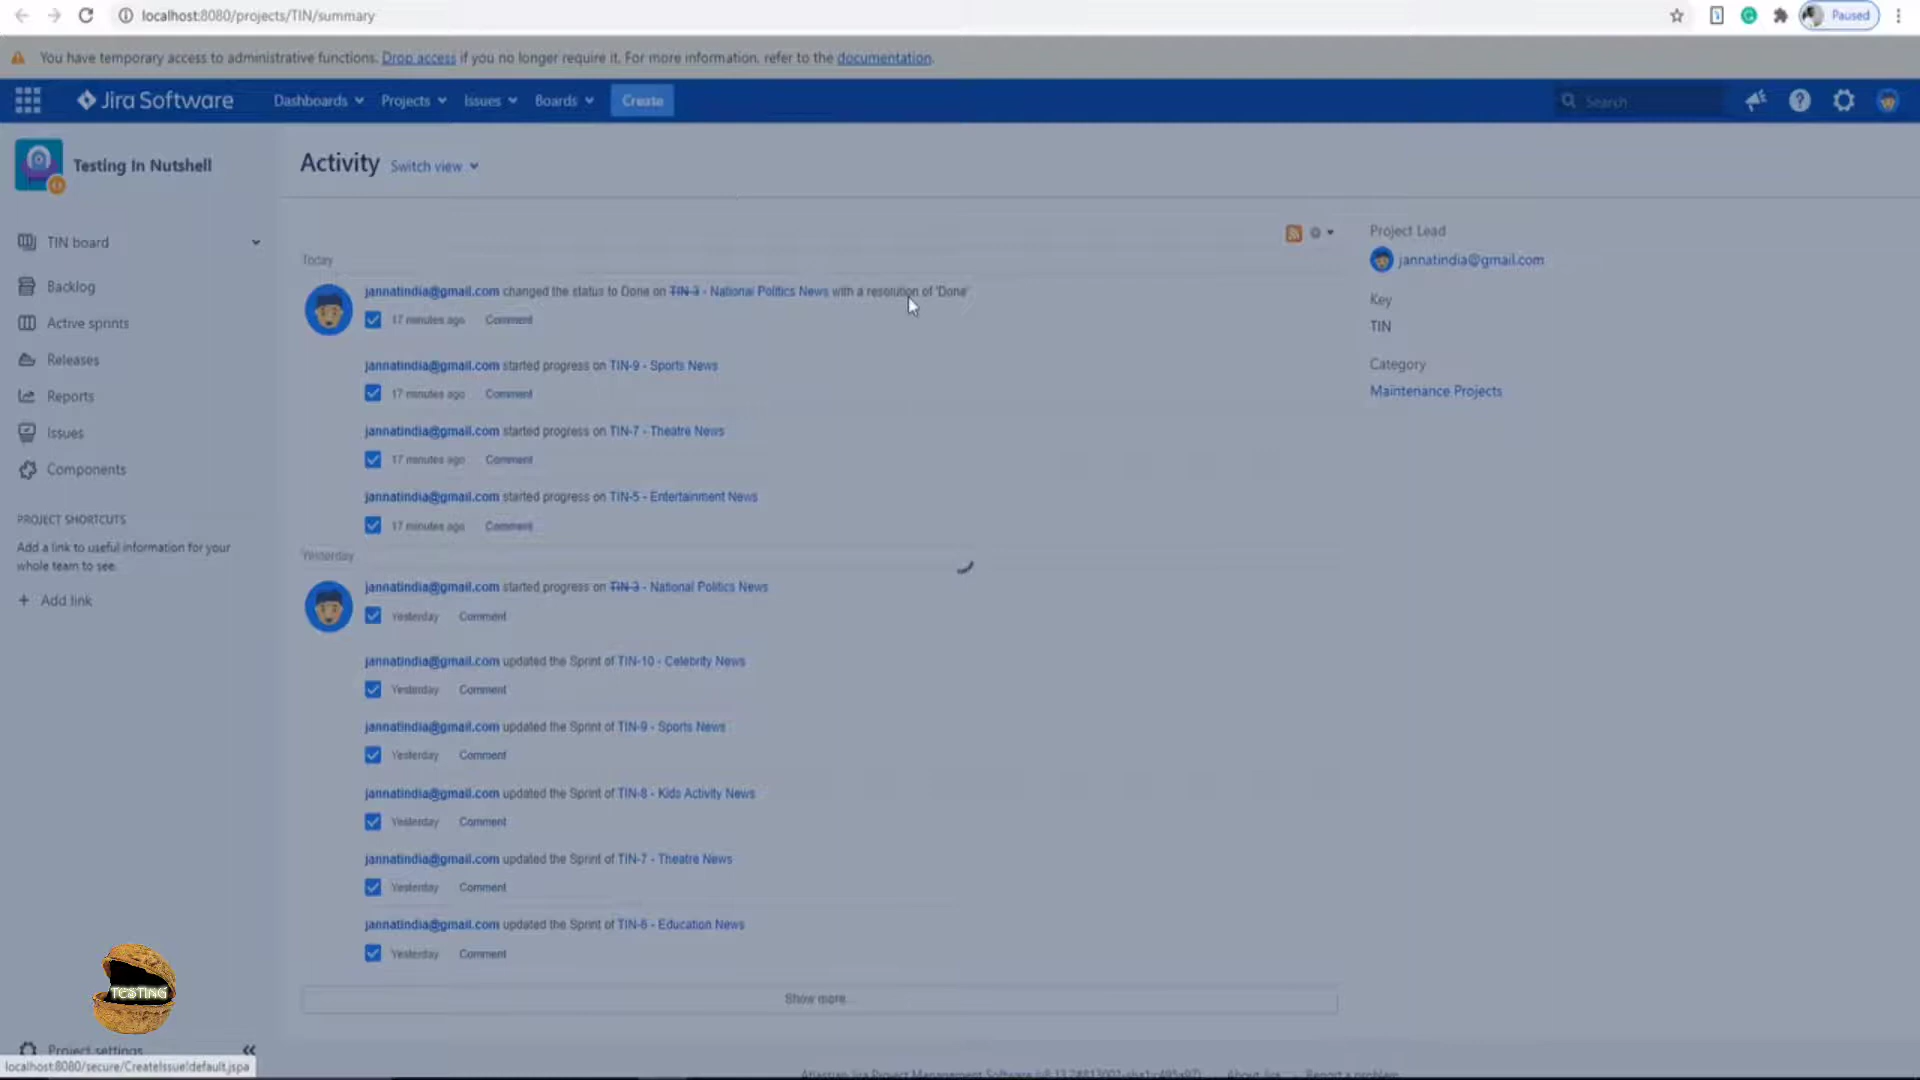 localhost:8080/projects/TIN/summary
Paused
You have temporary access to administrative functions. Drop access if you no longer require it. For more information, refer to the documentation.
Jira Software
Dashboards
Projects
Issues
Boards
Create
Search
Testing In Nutshell
TIN board
Backlog
Active sprints
Releases
Reports
Issues
Components
PROJECT SHORTCUTS
Add a link to useful information for your
whole team to see.
+ Add link
Project settings
localhost:8080/secure/CreateIssue!default.jspa
TESTING
Activity
Switch view
Today
jannatindia@gmail.com changed the status to Done on TIN-3 - National Politics News with a resolution of 'Done'
17 minutes ago Comment
jannatindia@gmail.com started progress on TIN-9 - Sports News
17 minutes ago Comment
jannatindia@gmail.com started progress on TIN-7 - Theatre News
17 minutes ago Comment
jannatindia@gmail.com started progress on TIN-5 - Entertainment News
17 minutes ago Comment
Yesterday
jannatindia@gmail.com started progress on TIN-3 - National Politics News
Yesterday Comment
jannatindia@gmail.com updated the Sprint of TIN-10 - Celebrity News
Yesterday Comment
jannatindia@gmail.com updated the Sprint of TIN-9 - Sports News
Yesterday Comment
jannatindia@gmail.com updated the Sprint of TIN-8 - Kids Activity News
Yesterday Comment
jannatindia@gmail.com updated the Sprint of TIN-7 - Theatre News
Yesterday Comment
jannatindia@gmail.com updated the Sprint of TIN-6 - Education News
Yesterday Comment
Show more...
Project Lead
jannatindia@gmail.com
Key
TIN
Category
Maintenance Projects
Atlassian Jira Project Management Software
About Jira
Report a problem